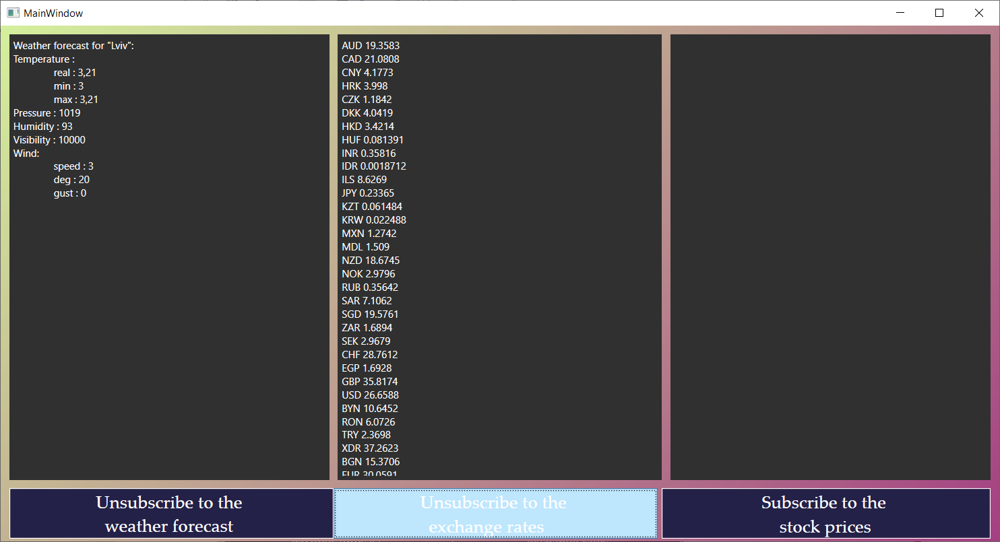 MainWindow
Weather forecast for "Lviv":
Temperature :
real : 3,21
min : 3
max : 3,21
Pressure : 1019
Humidity : 93
Visibility : 10000
Wind:
speed : 3
deg : 20
gust : 0
AUD 19.3583
CAD 21.0808
CNY 4.1773
HRK 3.998
CZK 1.1842
DKK 4.0419
HKD 3.4214
HUF 0.081391
INR 0.35816
IDR 0.0018712
ILS 8.6269
JPY 0.23365
KZT 0.061484
KRW 0.022488
MXN 1.2742
MDL 1.509
NZD 18.6745
NOK 2.9796
RUB 0.35642
SAR 7.1062
SGD 19.5761
ZAR 1.6894
SEK 2.9679
CHF 28.7612
EGP 1.6928
GBP 35.8174
USD 26.6588
BYN 10.6452
RON 6.0726
TRY 2.3698
XDR 37.2623
BGN 15.3706
EUR 30.0591
Unsubscribe to the
weather forecast
Unsubscribe to the
exchange rates
Subscribe to the
stock prices